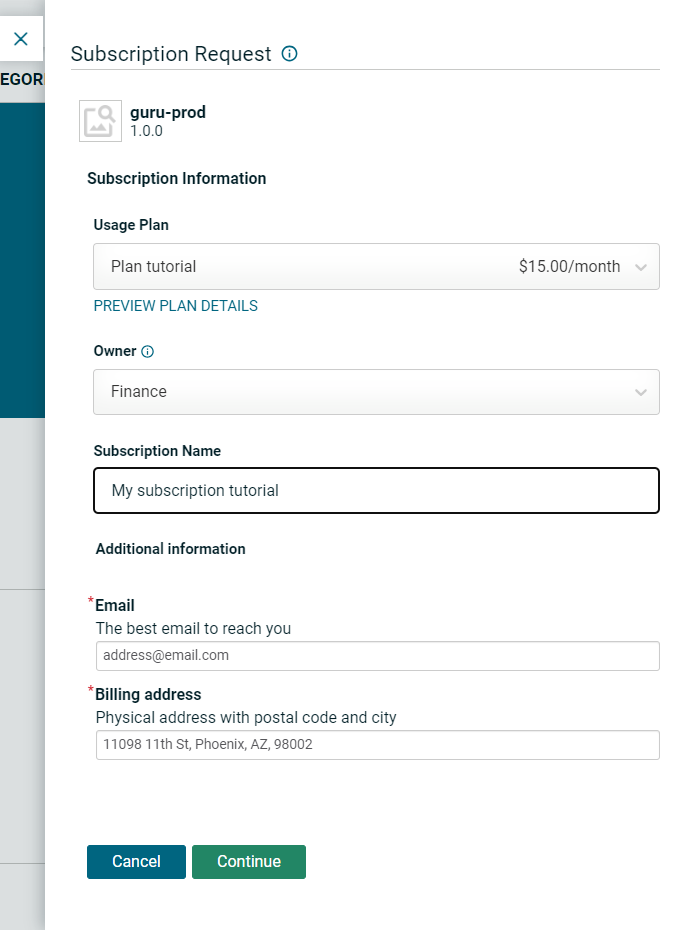 Subscription Request
EGOR
guru-prod
1.0.0
Subscription Information
Usage Plan
Plan tutorial $15.00/month
PREVIEW PLAN DETAILS
Owner
Finance
Subscription Name
My subscription tutorial
Additional information
*Email
The best email to reach you
address@email.com
*Billing address
Physical address with postal code and city
11098 11th St, Phoenix, AZ, 98002
Cancel Continue